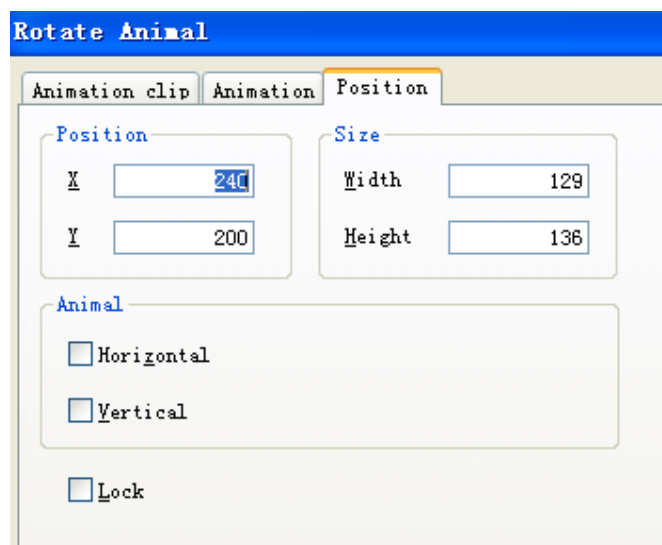 Rotate Animal
Animation clip Animation Position
Position Size
X 240 Width 129
Y 200 Height 136
Animal
Horizontal
Vertical
Lock